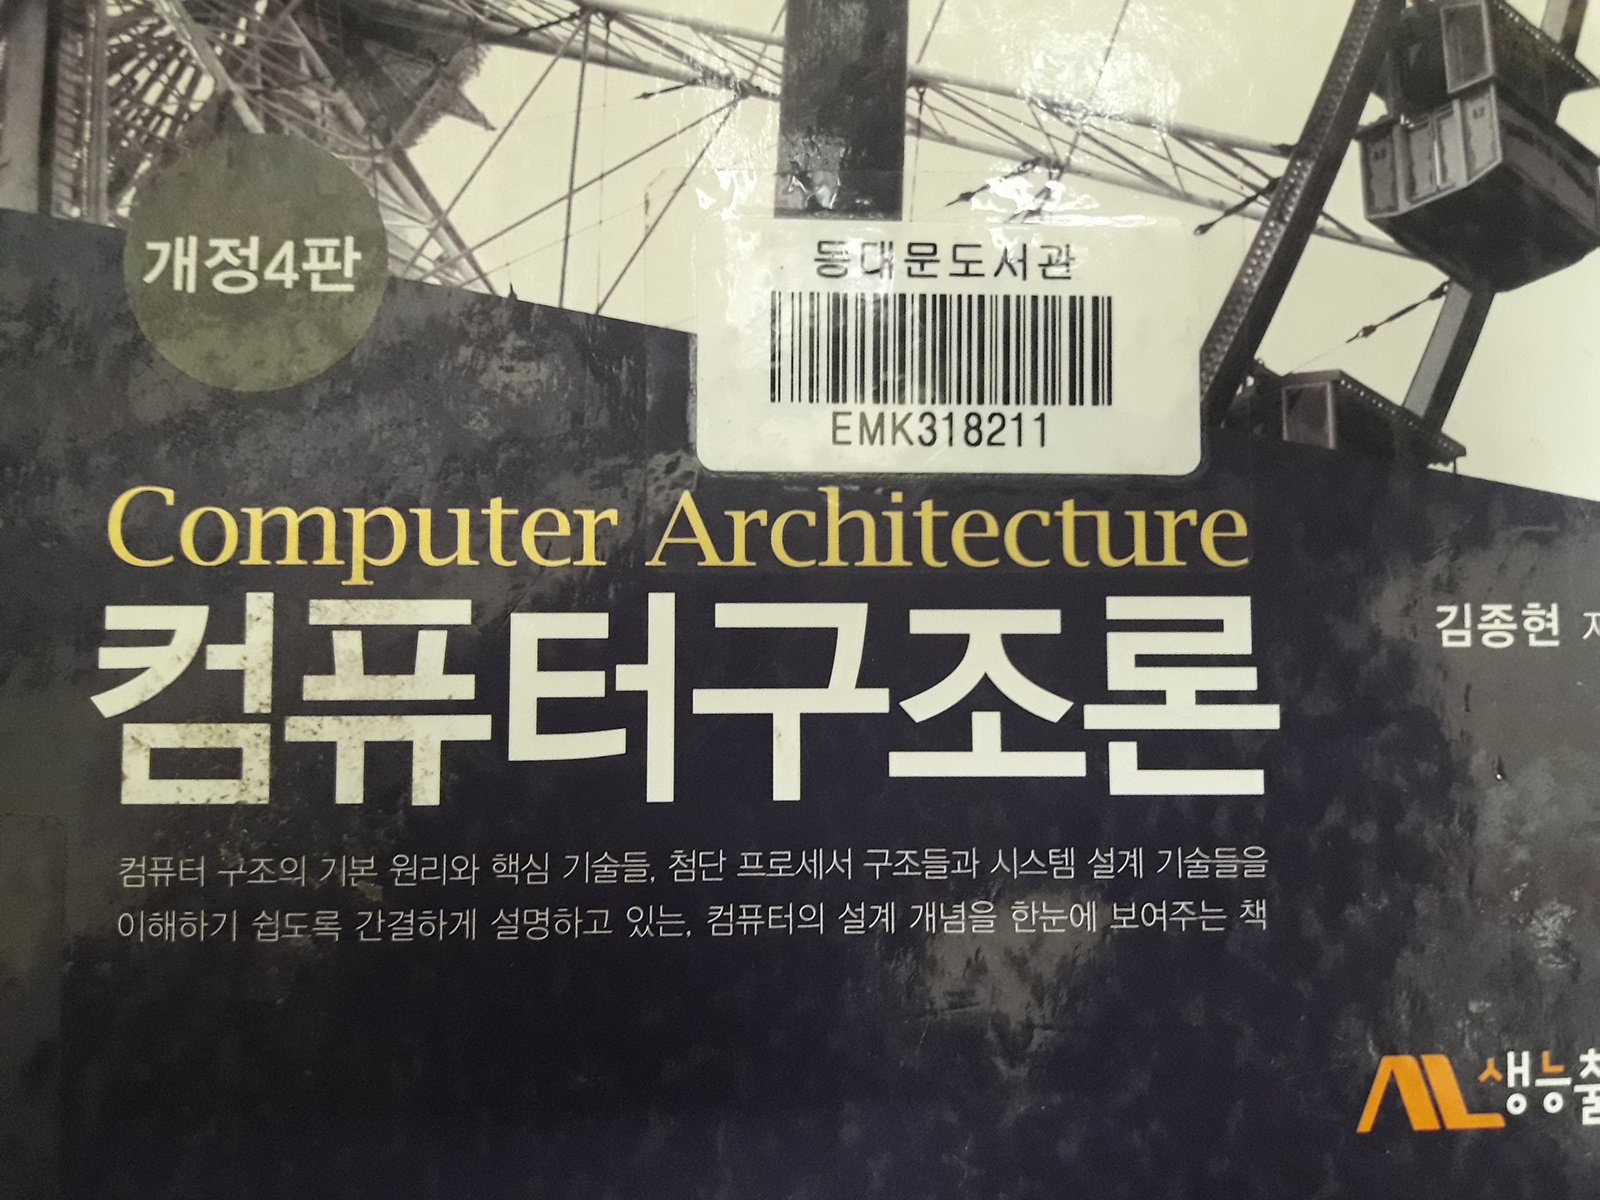 개정4판
동대문도서관
EMK318211
Computer Architecture
컴퓨터구조론
김종현
컴퓨터 구조의 기본 원리와 핵심 기술들, 첨단 프로세서 구조들과 시스템 설계 기술들을
이해하기 쉽도록 간결하게 설명하고 있는, 컴퓨터의 설계 개념을 한눈에 보여주는 책
생능출